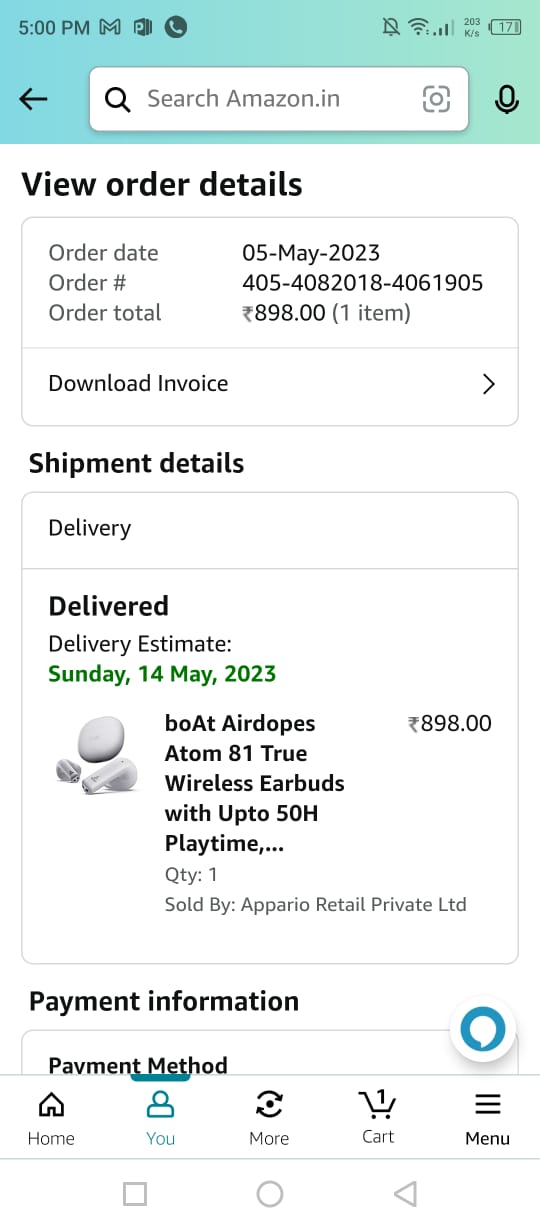 5:00 PM 203 K/s 17
Search Amazon.in
View order details
Order date 05-May-2023
Order # 405-4082018-4061905
Order total ₹898.00 (1 item)
Download Invoice
Shipment details
Delivery
Delivered
Delivery Estimate:
Sunday, 14 May, 2023
boAt Airdopes ₹898.00
Atom 81 True
Wireless Earbuds
with Upto 50H
Playtime,...
Qty: 1
Sold By: Appario Retail Private Ltd
Payment information
Payment Method
1
Home You More Cart Menu